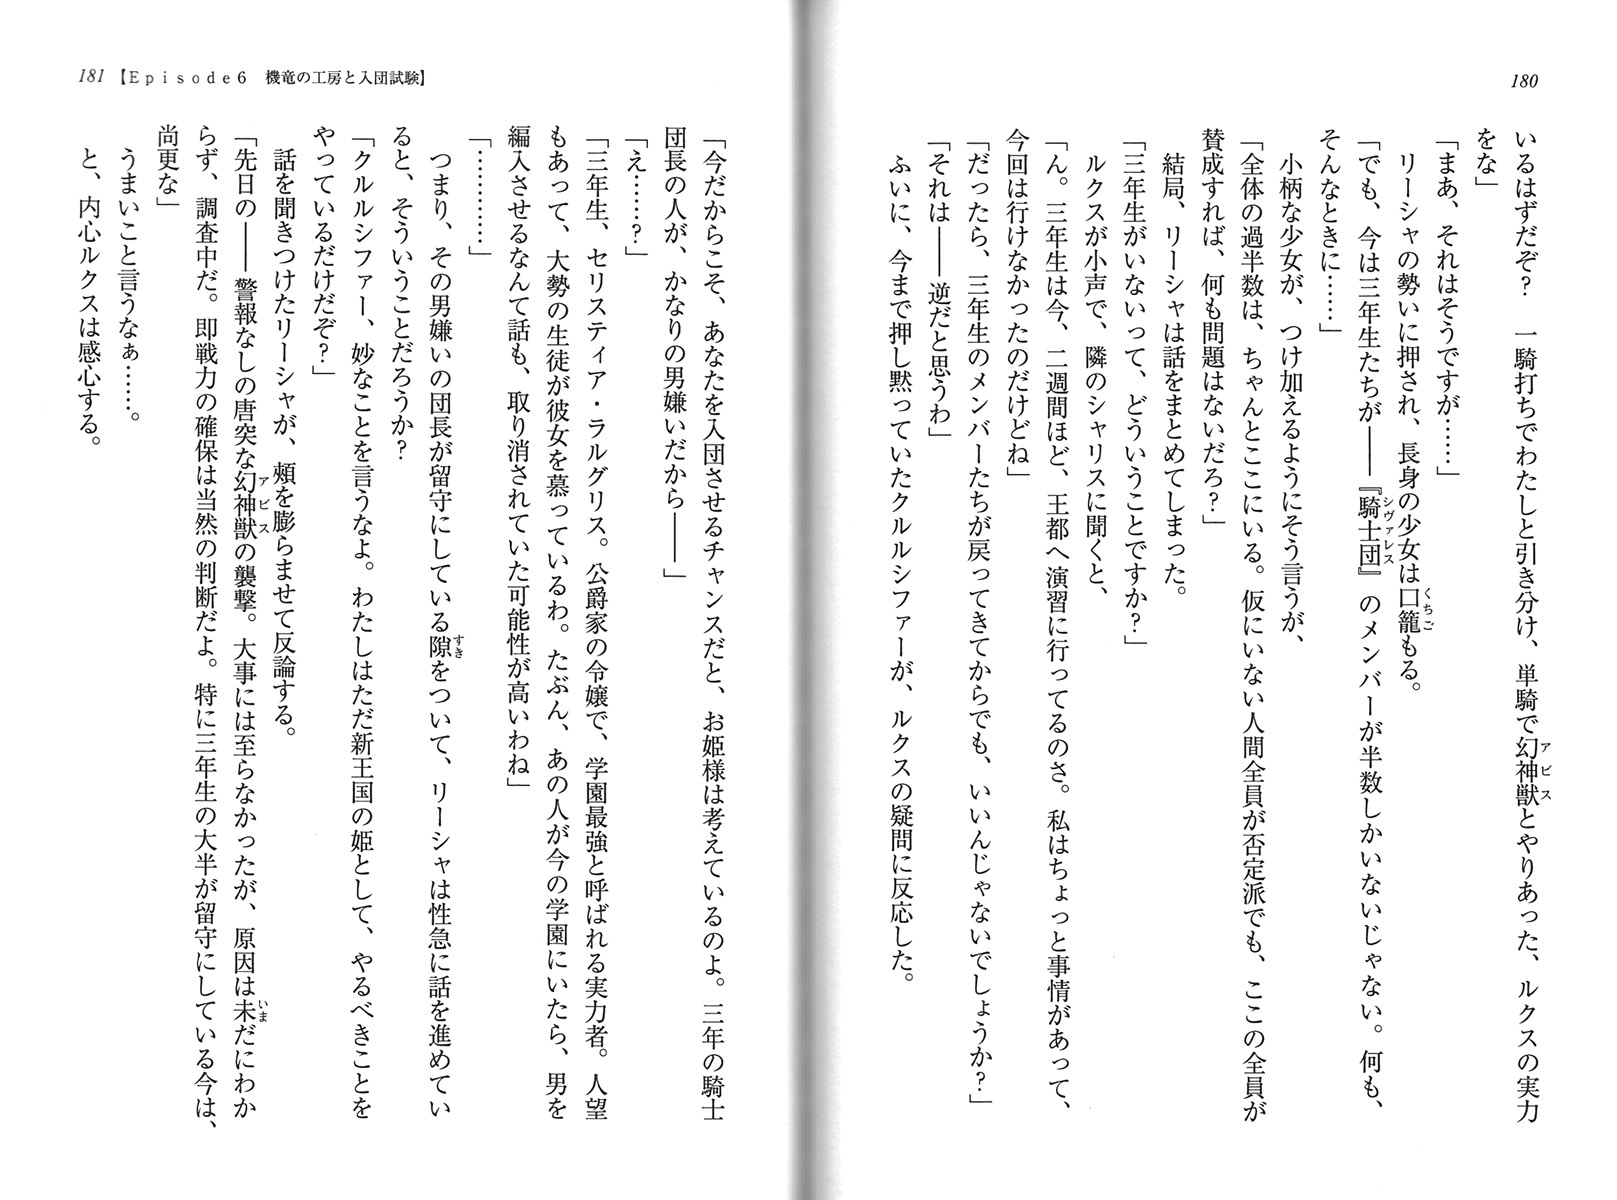 180
いるはずだぞ？　一騎打ちでわたしと引き分け、単騎で幻神獣とやりあった、ルクスの実力
アビス
をな」
「まあ、それはそうですが……」
リーシャの勢いに押され、長身の少女は口籠もる。
くちご
「でも、今は三年生たちが――『騎士団』のメンバーが半数しかいないじゃない。何も、
シヴァレス
そんなときに……」
小柄な少女が、つけ加えるようにそう言うが、
「全体の過半数は、ちゃんとここにいる。仮にいない人間全員が否定派でも、ここの全員が
賛成すれば、何も問題はないだろ？」
結局、リーシャは話をまとめてしまった。
「三年生がいないって、どういうことですか？」
ルクスが小声で、隣のシャリスに聞くと、
「ん。三年生は今、二週間ほど、王都へ演習に行ってるのさ。私はちょっと事情があって、
今回は行けなかったのだけどね」
「だったら、三年生のメンバーたちが戻ってきてからでも、いいんじゃないでしょうか？」
「それは――逆だと思うわ」
ふいに、今まで押し黙っていたクルルシファーが、ルクスの疑問に反応した。
181【Episode6　機竜の工房と入団試験】
「今だからこそ、あなたを入団させるチャンスだと、お姫様は考えているのよ。三年の騎士
団長の人が、かなりの男嫌いだから――」
「え……？」
「三年生、セリスティア・ラルグリス。公爵家の令嬢で、学園最強と呼ばれる実力者。人望
もあって、大勢の生徒が彼女を慕っているわ。たぶん、あの人が今の学園にいたら、男を
編入させるなんて話も、取り消されていた可能性が高いわね」
「…………」
つまり、その男嫌いの団長が留守にしている隙をついて、リーシャは性急に話を進めてい
すき
ると、そういうことだろうか？
「クルルシファー、妙なことを言うなよ。わたしはただ新王国の姫として、やるべきことを
やっているだけだぞ？」
話を聞きつけたリーシャが、頬を膨らませて反論する。
「先日の――警報なしの唐突な幻神獣の襲撃。大事には至らなかったが、原因は未だにわか
アビス
いま
らず、調査中だ。即戦力の確保は当然の判断だよ。特に三年生の大半が留守にしている今は、
尚更な」
うまいこと言うなぁ……。
と、内心ルクスは感心する。